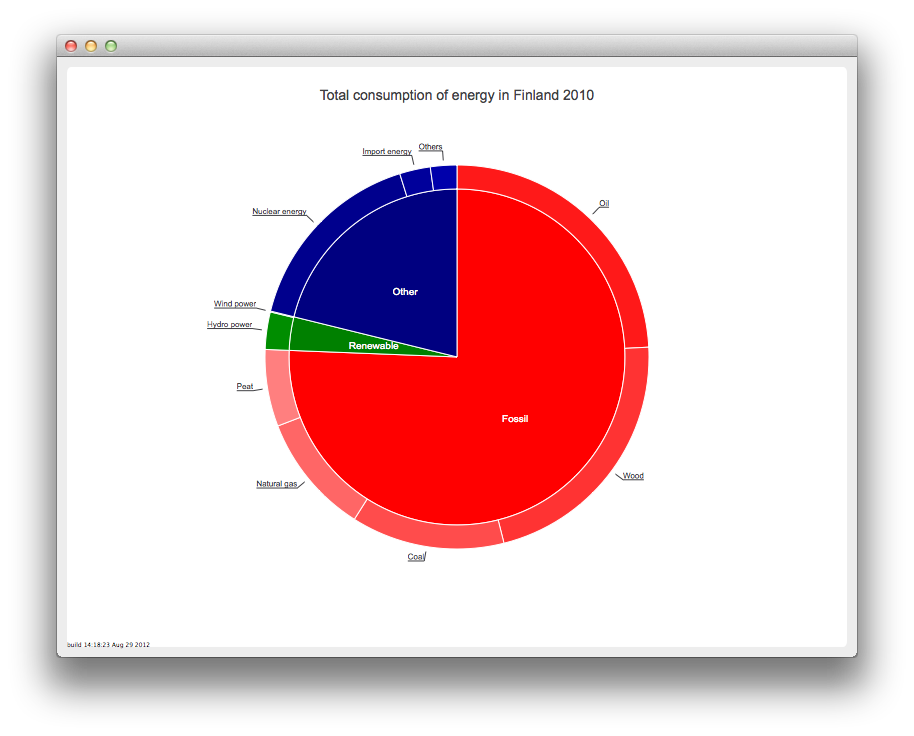 Total consumption of energy in Finland 2010
Others
Import energy
Oil
Nuclear energy
Other
Wind power
Hydro power
Renewable
Peat
Fossil
Wood
Natural gas
Coal
build 14:18:23 Aug 29 2012